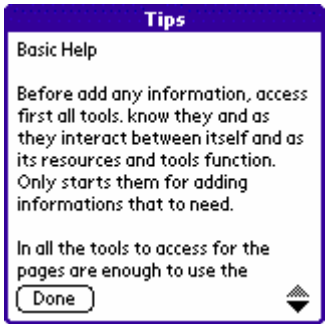 Tips
Basic Help
Before add any information, access
first all tools. know they and as
they interact between itself and as
its resources and tools function.
Only starts them for adding
informations that to need.
In all the tools to access for the
pages are enough to use the
Done